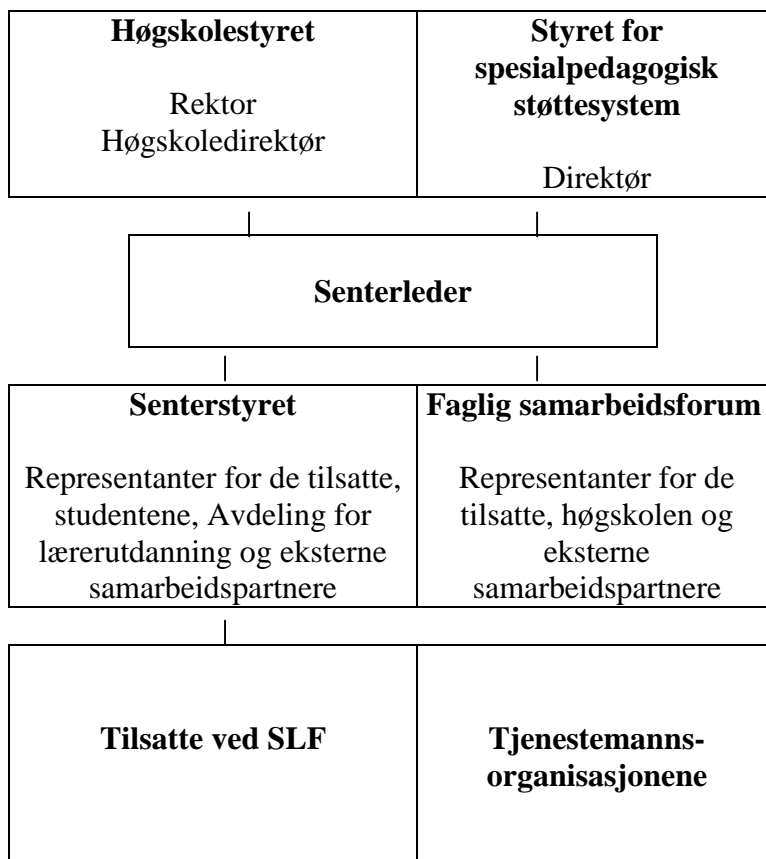 Høgskolestyret
Rektor
Høgskoledirektør
Styret for
spesialpedagogisk
støttesystem
Direktør
Senterleder
Senterstyret
Representanter for de tilsatte,
studentene, Avdeling for
lærerutdanning og eksterne
samarbeidspartnere
Faglig samarbeidsforum
Representanter for de
tilsatte, høgskolen og
eksterne
samarbeidspartnere
Tilsatte ved SLF
Tjenestemanns-
organisasjonene